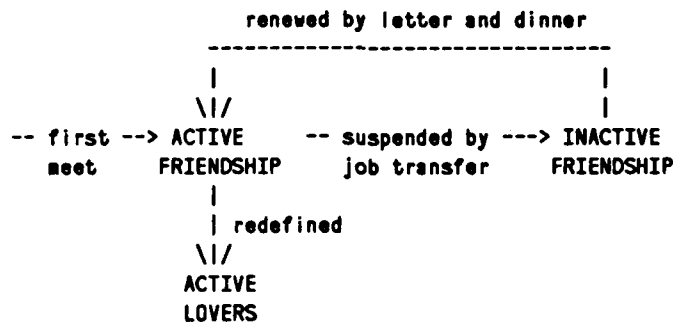 renewed by letter and dinner
-- first --> ACTIVE -- suspended by ---> INACTIVE
meet FRIENDSHIP job transfer FRIENDSHIP
redefined
ACTIVE
LOVERS